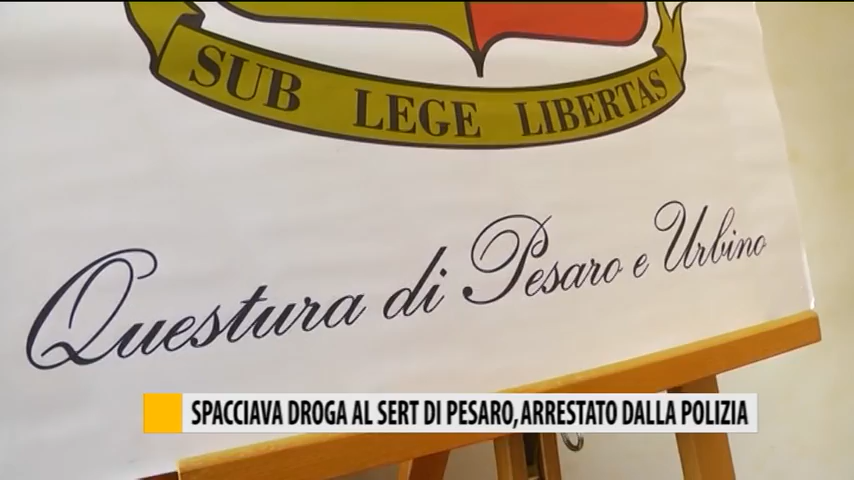 SUB LEGE LIBERTAS
Questura di Pesaro e Urbino
SPACCIAVA DROGA AL SERT DI PESARO, ARRESTATO DALLA POLIZIA